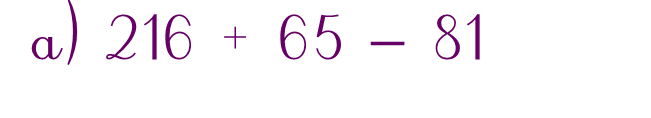 a) 216 + 65 – 81